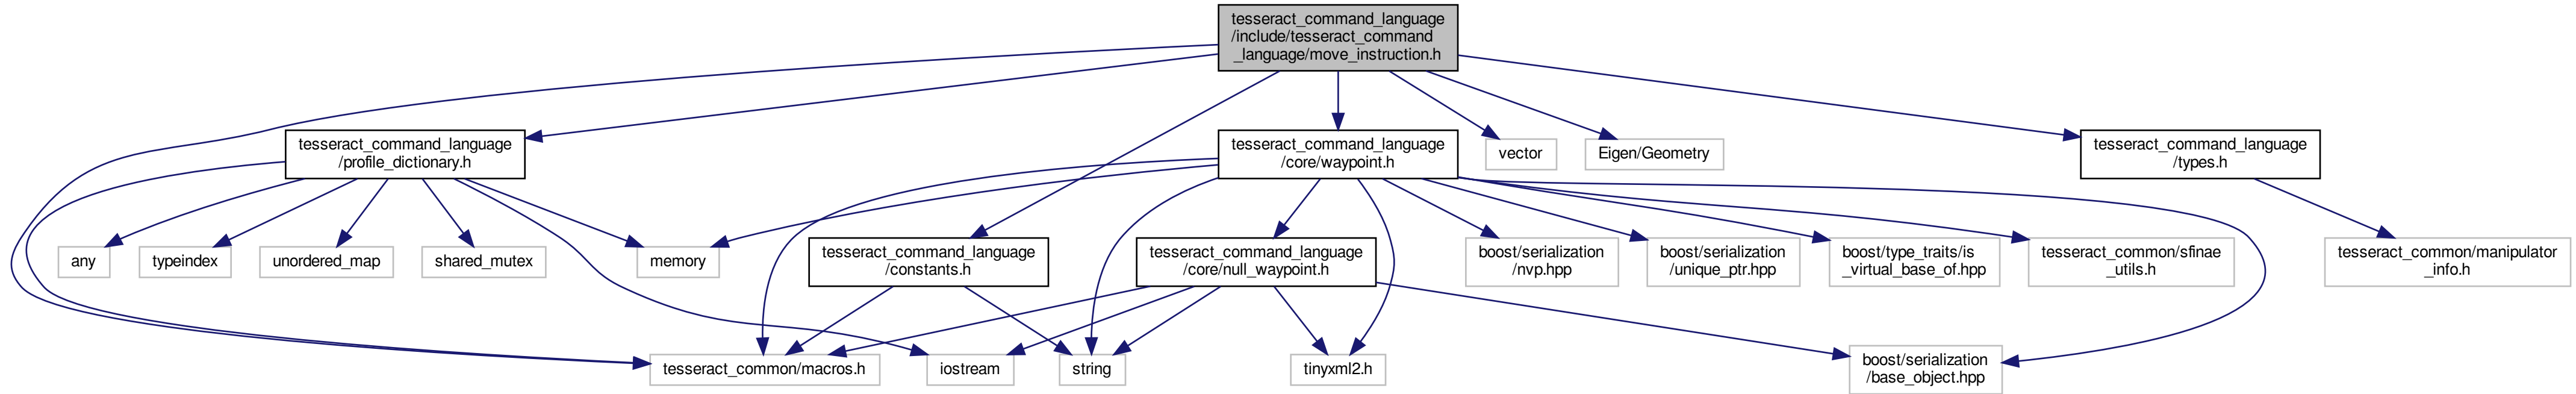 tesseract_command_language
/include/tesseract_command
_language/move_instruction.h
tesseract_command_language
/profile_dictionary.h
tesseract_command_language
/core/waypoint.h
vector
Eigen/Geometry
tesseract_command_language
/types.h
any
typeindex
unordered_map
shared_mutex
memory
tesseract_command_language
/constants.h
tesseract_command_language
/core/null_waypoint.h
boost/serialization
/nvp.hpp
boost/serialization
/unique_ptr.hpp
boost/type_traits/is
_virtual_base_of.hpp
tesseract_common/sfinae
_utils.h
tesseract_common/manipulator
_info.h
tesseract_common/macros.h
iostream
string
tinyxml2.h
boost/serialization
/base_object.hpp